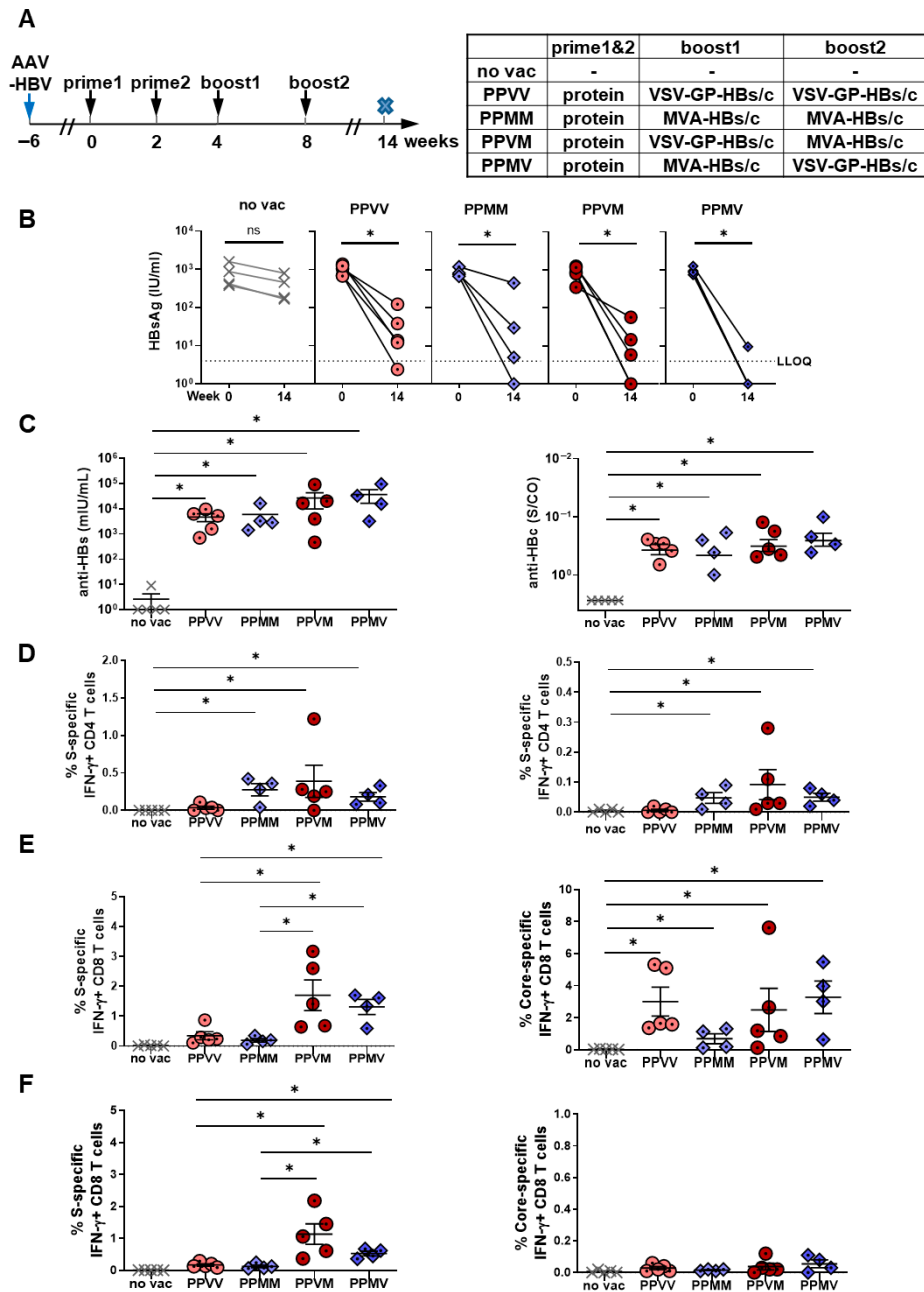 A
AAV
-HBV
prime1 prime2 boost1 boost2
−6 0 2 4 8 14 weeks
prime1&2 boost1 boost2
no vac - - -
PPVV protein VSV-GP-HBs/c VSV-GP-HBs/c
PPMM protein MVA-HBs/c MVA-HBs/c
PPVM protein VSV-GP-HBs/c MVA-HBs/c
PPMV protein MVA-HBs/c VSV-GP-HBs/c
B
no vac PPVV PPMM PPVM PPMV
ns * * * *
HBsAg (IU/ml)
10⁴
10³
10²
10¹
10⁰
LLOQ
Week 0 14 0 14 0 14 0 14 0 14
C
anti-HBs (mIU/mL)
10⁶
10⁵
10⁴
10³
10²
10¹
10⁰
*
*
*
*
no vac PPVV PPMM PPVM PPMV
anti-HBc (S/CO)
10⁻²
10⁻¹
10⁰
*
*
*
*
no vac PPVV PPMM PPVM PPMV
D
% S-specific
IFN-γ+ CD4 T cells
2.0
1.5
1.0
0.5
0.0
*
*
*
no vac PPVV PPMM PPVM PPMV
% S-specific
IFN-γ+ CD4 T cells
0.5
0.4
0.3
0.2
0.1
0.0
*
*
*
no vac PPVV PPMM PPVM PPMV
E
% S-specific
IFN-γ+ CD8 T cells
5
4
3
2
1
0
*
*
*
*
no vac PPVV PPMM PPVM PPMV
% Core-specific
IFN-γ+ CD8 T cells
10
8
6
4
2
0
*
*
*
*
no vac PPVV PPMM PPVM PPMV
F
% S-specific
IFN-γ+ CD8 T cells
5
4
3
2
1
0
*
*
*
*
no vac PPVV PPMM PPVM PPMV
% Core-specific
IFN-γ+ CD8 T cells
1.0
0.8
0.6
0.4
0.2
0.0
no vac PPVV PPMM PPVM PPMV